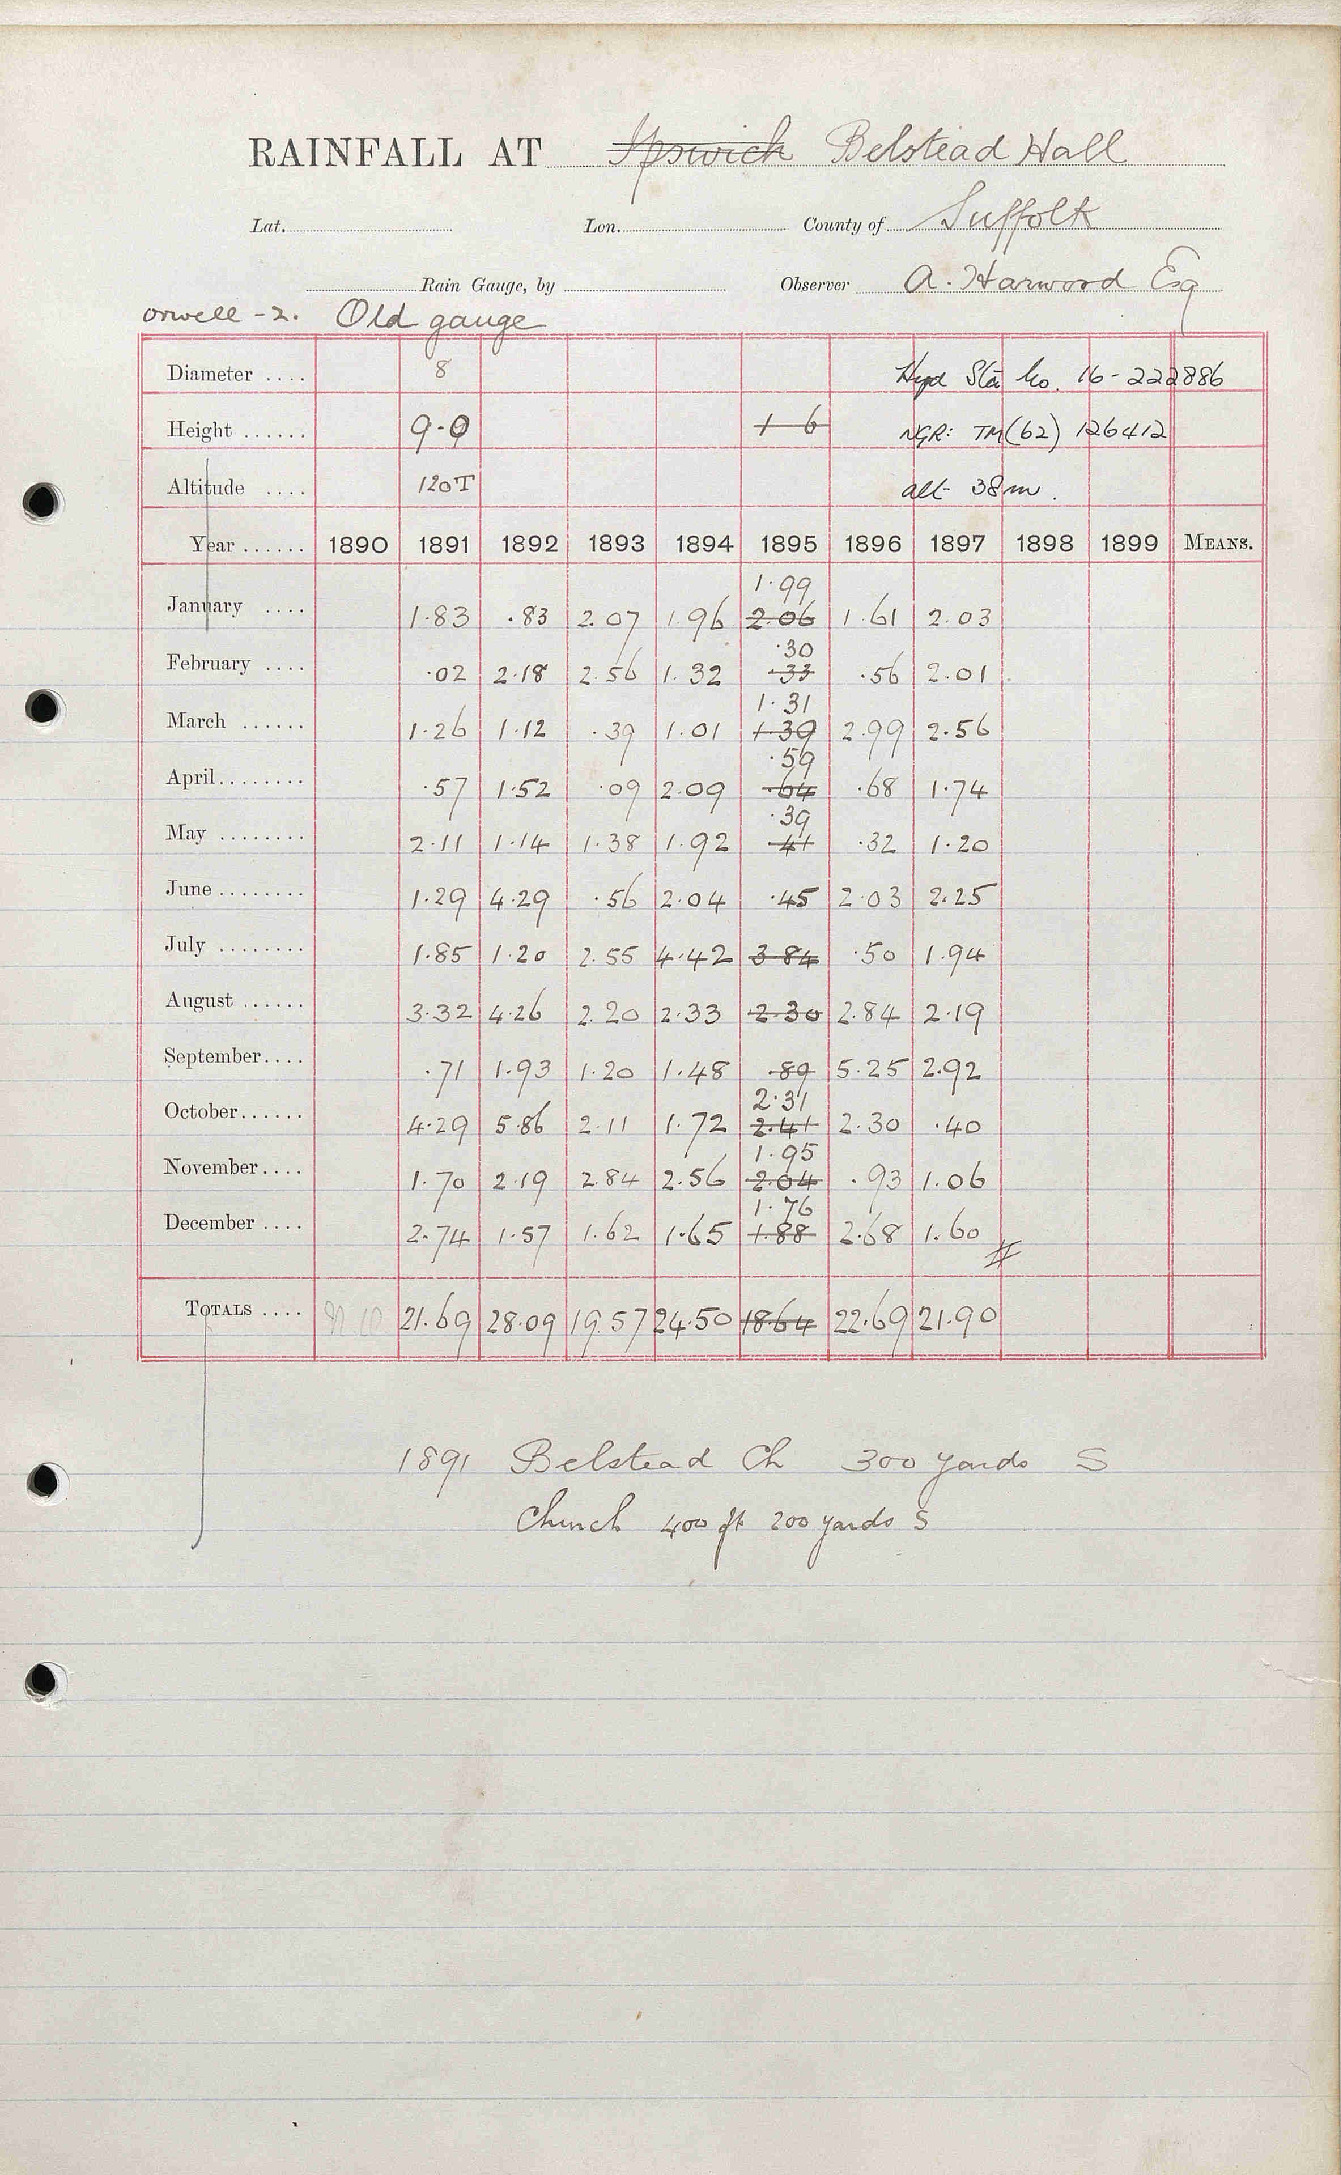 RAINFALL AT Ipswich Belstead Hall
Lat. Lon. County of Suffolk
Rain Gauge, by Observer A. Harwood Esq
Orwell - 2. Old gauge
Diameter .... 8 Hyd Sta No. 16-222886
Height ...... 9-0 1 6 NGR: TM(62) 126412
Altitude .... 120T alt 38m.
Year ...... 1890 1891 1892 1893 1894 1895 1896 1897 1898 1899 MEANS.
1.99
January .... 1.83 .83 2.07 1.96 2.06 1.61 2.03
.30
February .... .02 2.18 2.56 1.32 .33 .56 2.01
1.31
March ...... 1.26 1.12 .39 1.01 1.39 2.99 2.56
.59
April........ .57 1.52 .09 2.09 .64 .68 1.74
.39
May ........ 2.11 1.14 1.38 1.92 .41 .32 1.20
June ........ 1.29 4.29 .56 2.04 .45 2.03 2.25
July ........ 1.85 1.20 2.55 4.42 3.84 .50 1.94
August ...... 3.32 4.26 2.20 2.33 2.30 2.84 2.19
September.... .71 1.93 1.20 1.48 .89 5.25 2.92
2.31
October...... 4.29 5.86 2.11 1.72 2.41 2.30 .40
1.95
November.... 1.70 2.19 2.84 2.56 2.04 .93 1.06
1.76
December .... 2.74 1.57 1.62 1.65 1.88 2.68 1.60
TOTALS .... 21.69 28.09 19.57 24.50 18.64 22.69 21.90
1891 Belstead Ch 300 yards S
Church 400 ft 200 yards S